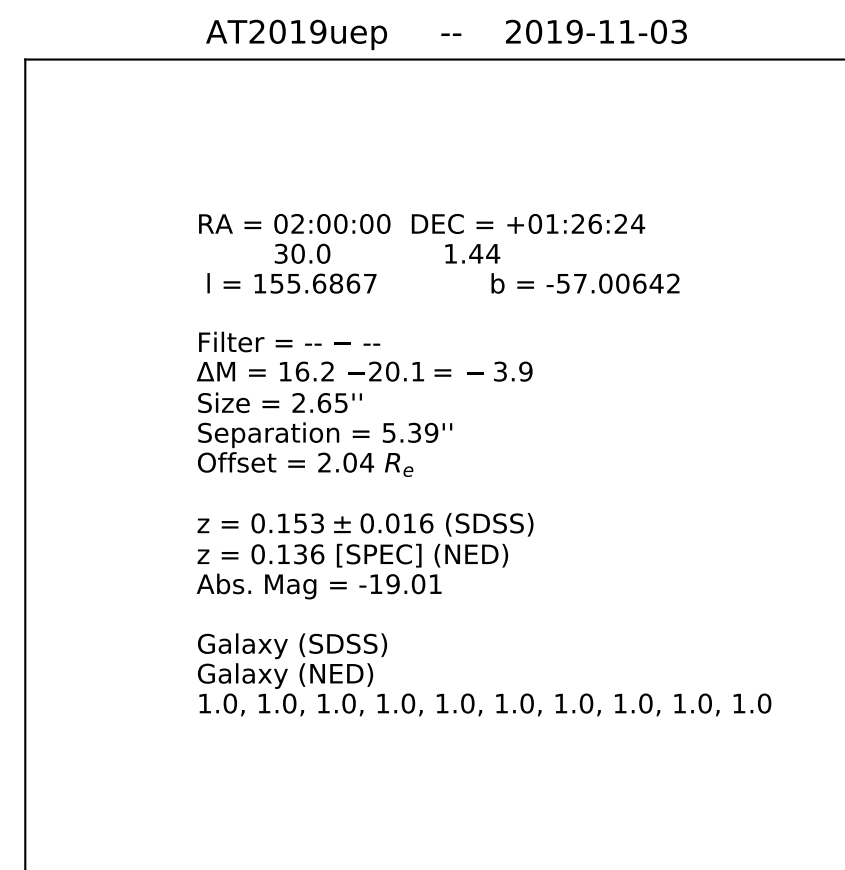 AT2019uep -- 2019-11-03
RA = 02:00:00 DEC = +01:26:24
30.0 1.44
l = 155.6867 b = -57.00642
Filter = -- − --
ΔM = 16.2 −20.1 = − 3.9
Size = 2.65''
Separation = 5.39''
Offset = 2.04 Rₑ
z = 0.153 ± 0.016 (SDSS)
z = 0.136 [SPEC] (NED)
Abs. Mag = -19.01
Galaxy (SDSS)
Galaxy (NED)
1.0, 1.0, 1.0, 1.0, 1.0, 1.0, 1.0, 1.0, 1.0, 1.0